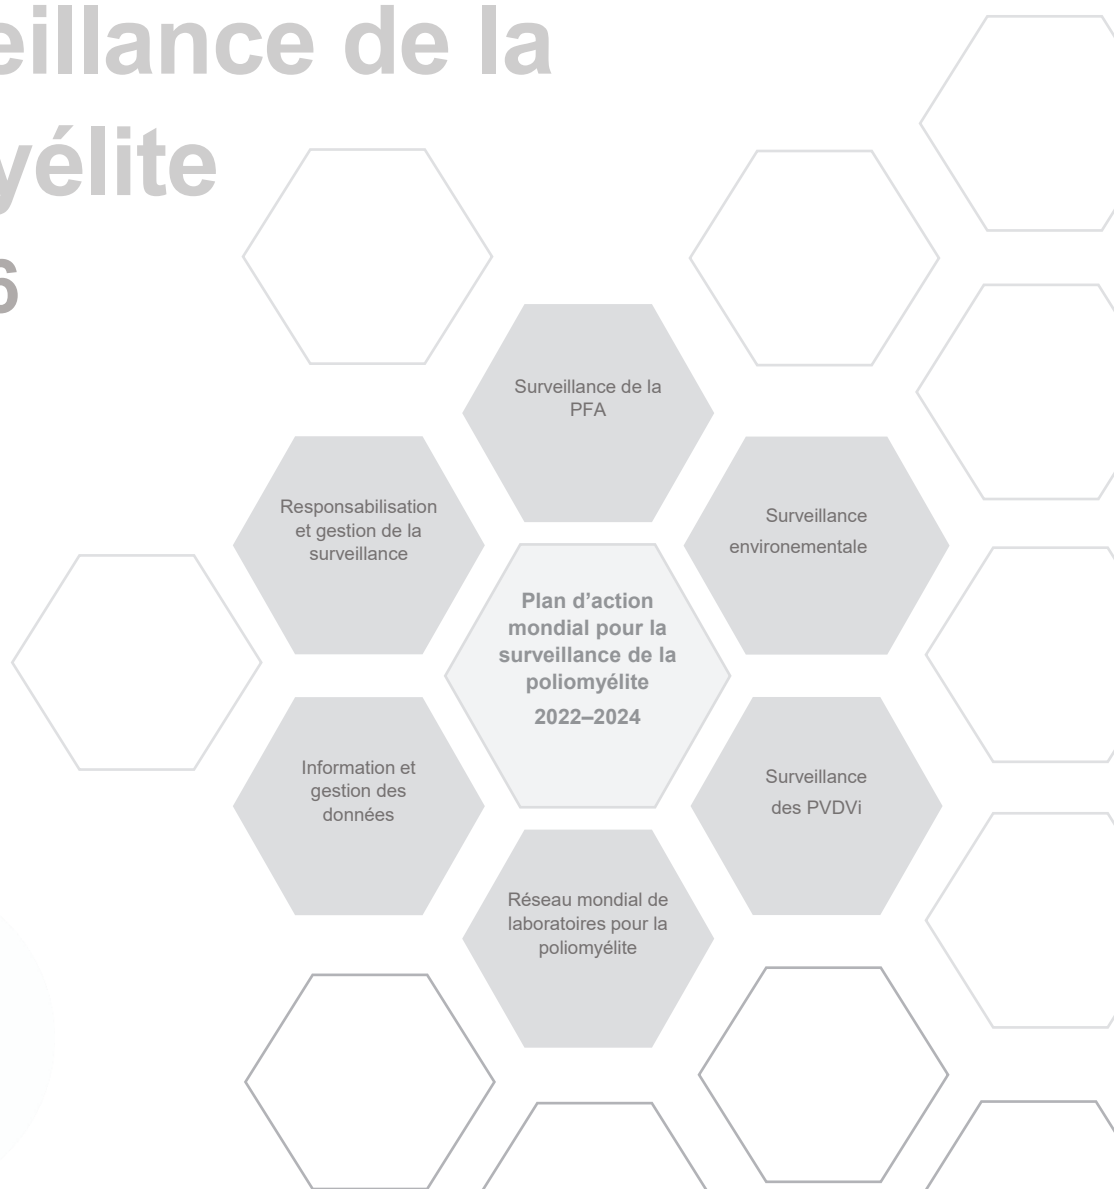 eillance de la
yélite
6
Surveillance de la
PFA
Responsabilisation
et gestion de la
surveillance
Surveillance
environementale
Plan d’action
mondial pour la
surveillance de la
poliomyélite
2022–2024
Information et
gestion des
données
Surveillance
des PVDVi
Réseau mondial de
laboratoires pour la
poliomyélite